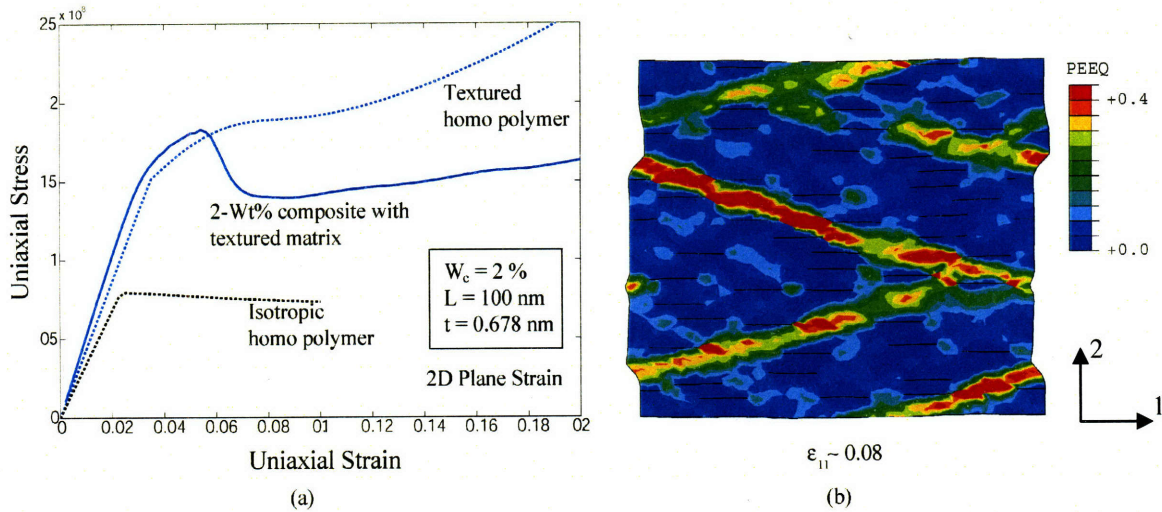 x 10⁸
25
2
15
1
05
0
Uniaxial Stress
Textured
homo polymer
2-Wt% composite with
textured matrix
Isotropic
homo polymer
W_c = 2 %
L = 100 nm
t = 0.678 nm
2D Plane Strain
0 0.02 0.04 0.06 0.08 01 0.12 0.14 0.16 0.18 02
Uniaxial Strain
(a)
PEEQ
+0.4
+0.0
2
1
ε₁₁~ 0.08
(b)